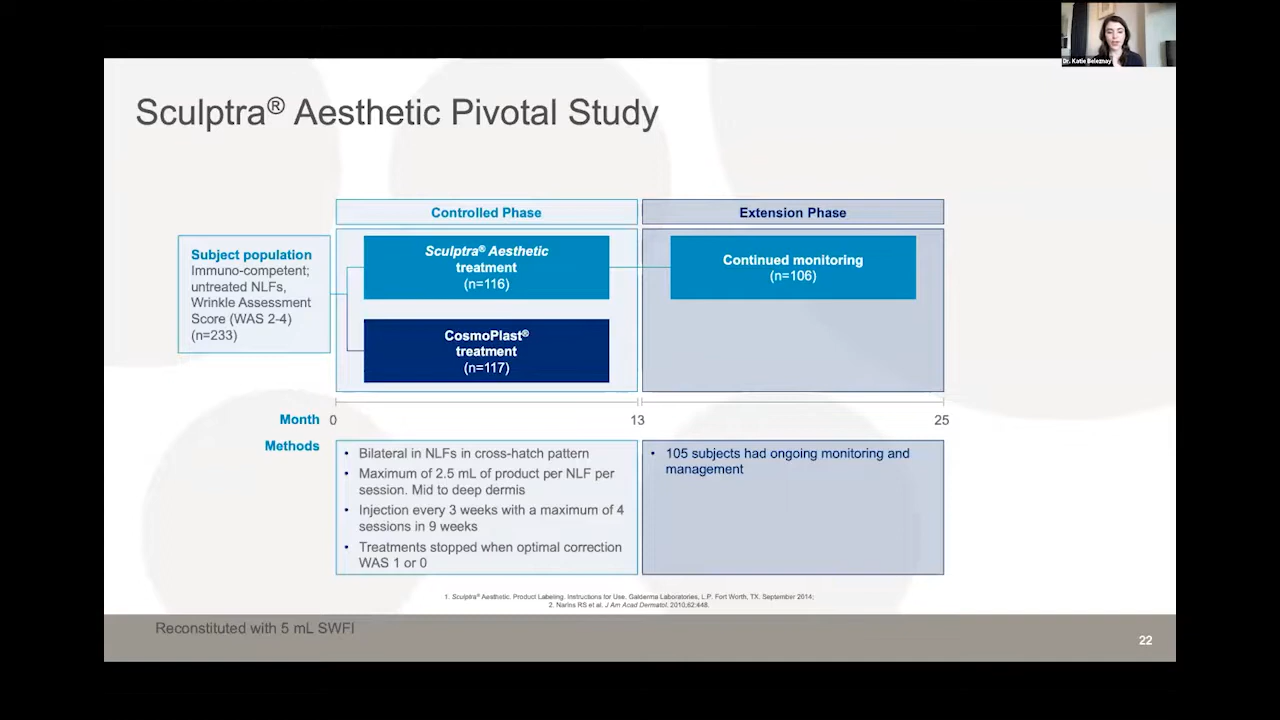 Dr. Katie Beleznay
Sculptra® Aesthetic Pivotal Study
Controlled Phase
Extension Phase
Subject population
Immuno-competent;
untreated NLFs,
Wrinkle Assessment
Score (WAS 2-4)
(n=233)
Sculptra® Aesthetic
treatment
(n=116)
Continued monitoring
(n=106)
CosmoPlast®
treatment
(n=117)
Month 0 13 25
Methods
• Bilateral in NLFs in cross-hatch pattern
• Maximum of 2.5 mL of product per NLF per
session. Mid to deep dermis
• Injection every 3 weeks with a maximum of 4
sessions in 9 weeks
• Treatments stopped when optimal correction
WAS 1 or 0
• 105 subjects had ongoing monitoring and
management
1. Sculptra® Aesthetic. Product Labeling. Instructions for Use. Galderma Laboratories, L.P. Fort Worth, TX. September 2014;
2. Narins RS et al. J Am Acad Dermatol. 2010;62:448.
Reconstituted with 5 mL SWFI
22